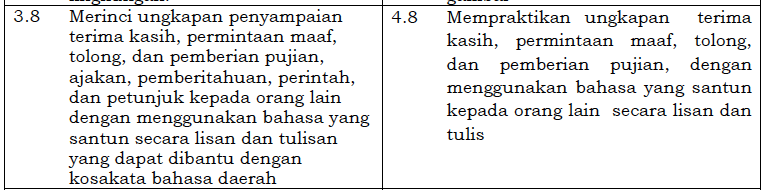 3.8 Merinci ungkapan penyampaian
terima kasih, permintaan maaf,
tolong, dan pemberian pujian,
ajakan, pemberitahuan, perintah,
dan petunjuk kepada orang lain
dengan menggunakan bahasa yang
santun secara lisan dan tulisan
yang dapat dibantu dengan
kosakata bahasa daerah
4.8 Mempraktikan ungkapan terima
kasih, permintaan maaf, tolong,
dan pemberian pujian, dengan
menggunakan bahasa yang santun
kepada orang lain secara lisan dan
tulis